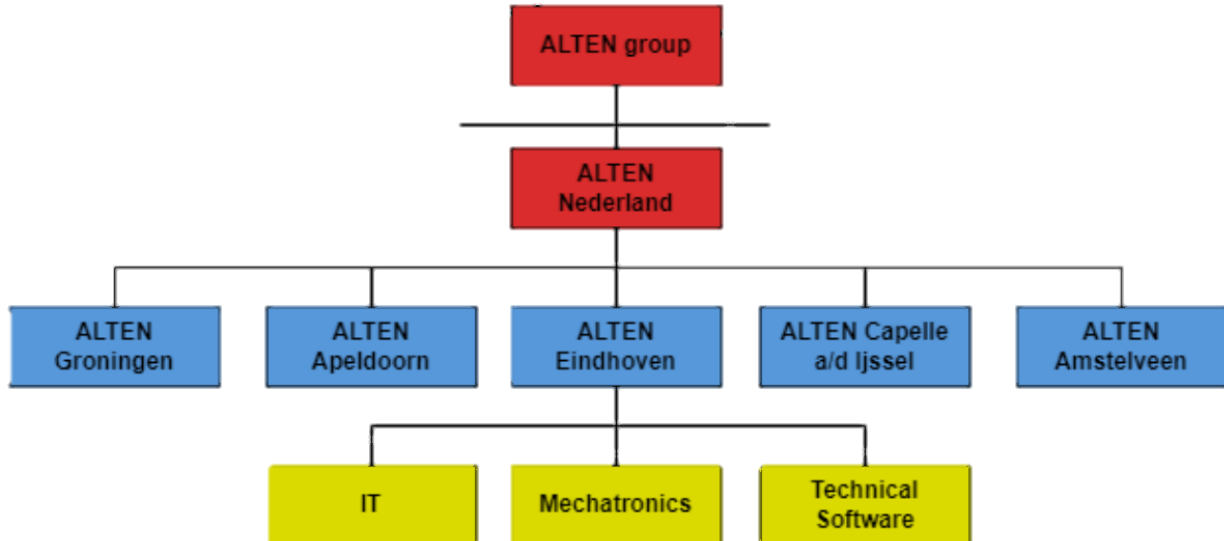 ALTEN group
ALTEN
Nederland
ALTEN
Groningen
ALTEN
Apeldoorn
ALTEN
Eindhoven
ALTEN Capelle
a/d Ijssel
ALTEN
Amstelveen
IT
Mechatronics
Technical
Software